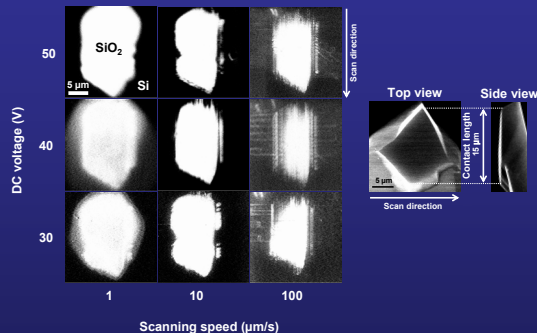 SiO2
Si
5 µm
50
40
30
DC voltage (V)
Scan direction
1
10
100
Scanning speed (µm/s)
Top view
Side view
Contact length
15 µm
5 µm
Scan direction